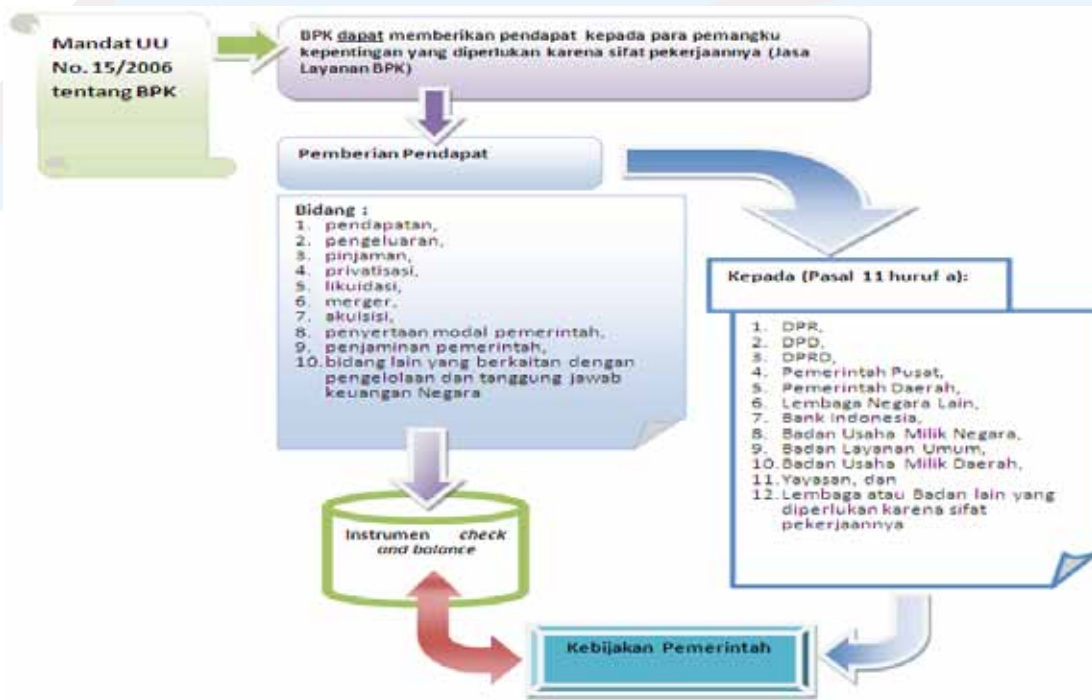 Mandat UU
No. 15/2006
tentang BPK
BPK dapat memberikan pendapat kepada para pemangku
kepentingan yang diperlukan karena sifat pekerjaannya (Jasa
Layanan BPK)
Pemberian Pendapat
Bidang :
1. pendapatan,
2. pengeluaran,
3. pinjaman,
4. privatisasi,
5. likuidasi,
6. merger,
7. akuisisi,
8. penyertaan modal pemerintah,
9. penjaminan pemerintah,
10. bidang lain yang berkaitan dengan
pengelolaan dan tanggung jawab
keuangan Negara
Kepada (Pasal 11 huruf a):
1. DPR,
2. DPD,
3. DPRD,
4. Pemerintah Pusat,
5. Pemerintah Daerah,
6. Lembaga Negara Lain,
7. Bank Indonesia,
8. Badan Usaha Milik Negara,
9. Badan Layanan Umum,
10. Badan Usaha Milik Daerah,
11. Yayasan, dan
12. Lembaga atau Badan lain yang
diperlukan karena sifat
pekerjaannya
Instrumen check
and balance
Kebijakan Pemerintah